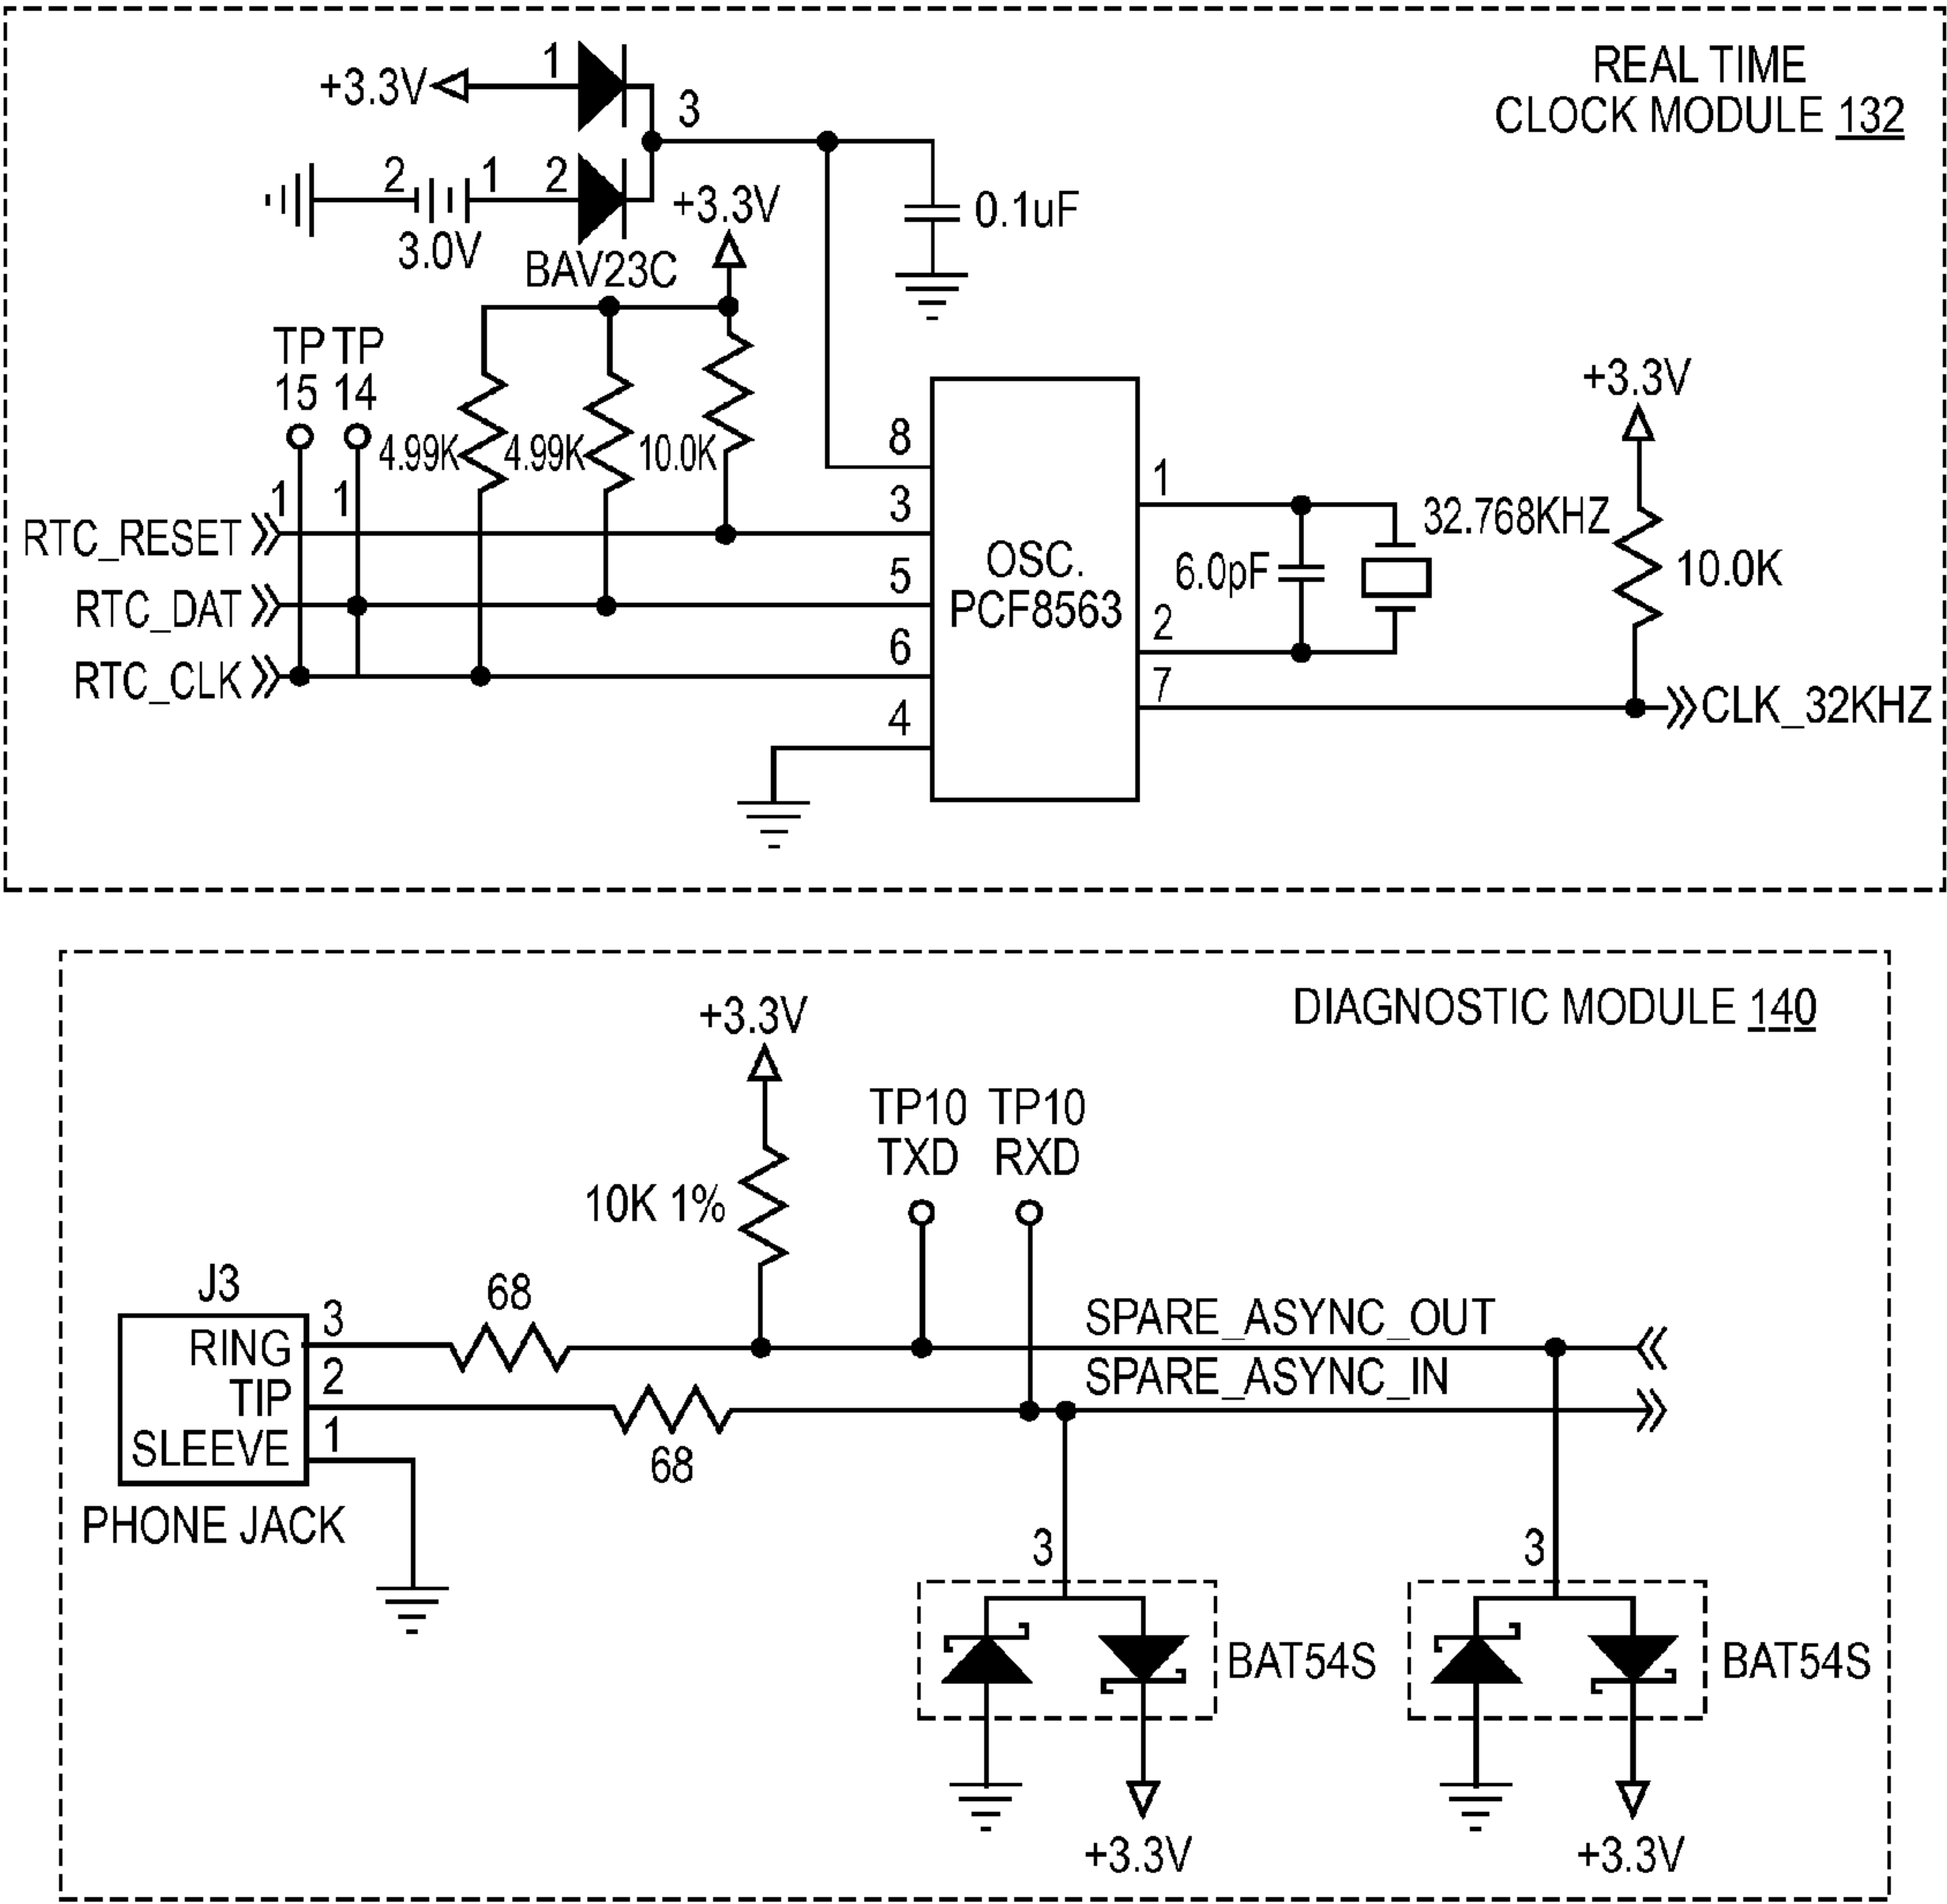 REAL TIME
CLOCK MODULE 132
+3.3V
1
3
2
1
2
3.0V
BAV23C
+3.3V
0.1uF
TP
15
TP
14
4.99K
4.99K
10.0K
1
1
RTC_RESET
RTC_DAT
RTC_CLK
8
3
5
6
4
OSC.
PCF8563
1
2
7
6.0pF
32.768KHZ
+3.3V
10.0K
CLK_32KHZ
DIAGNOSTIC MODULE 140
+3.3V
10K 1%
TP10
TXD
TP10
RXD
J3
RING
TIP
SLEEVE
3
2
1
PHONE JACK
68
68
SPARE_ASYNC_OUT
SPARE_ASYNC_IN
3
BAT54S
+3.3V
3
BAT54S
+3.3V